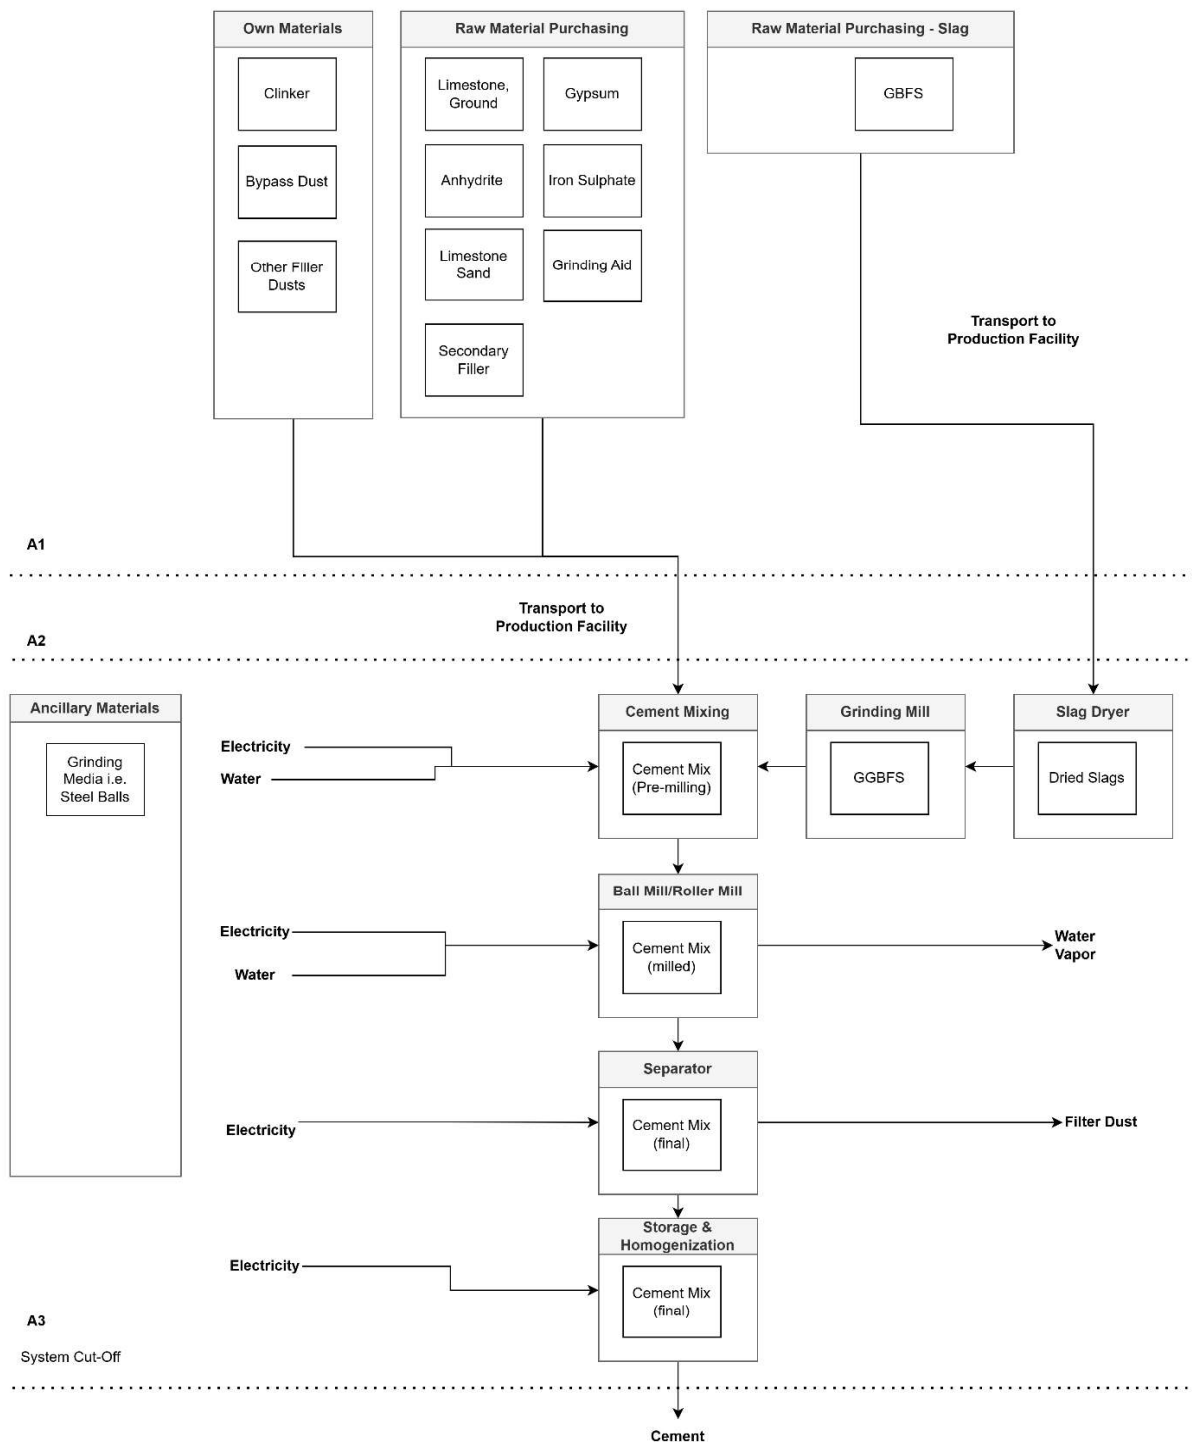 Own Materials
Raw Material Purchasing
Raw Material Purchasing - Slag
Clinker
Limestone,
Ground
Gypsum
GBFS
Bypass Dust
Anhydrite
Iron Sulphate
Other Filler
Dusts
Limestone
Sand
Grinding Aid
Secondary
Filler
Transport to
Production Facility
A1
Transport to
Production Facility
A2
Ancillary Materials
Grinding
Media i.e.
Steel Balls
Cement Mixing
Grinding Mill
Slag Dryer
Electricity
Water
Cement Mix
(Pre-milling)
GGBFS
Dried Slags
Ball Mill/Roller Mill
Electricity
Water
Cement Mix
(milled)
Water
Vapor
Separator
Electricity
Cement Mix
(final)
Filter Dust
Storage &
Homogenization
Electricity
Cement Mix
(final)
A3
System Cut-Off
Cement